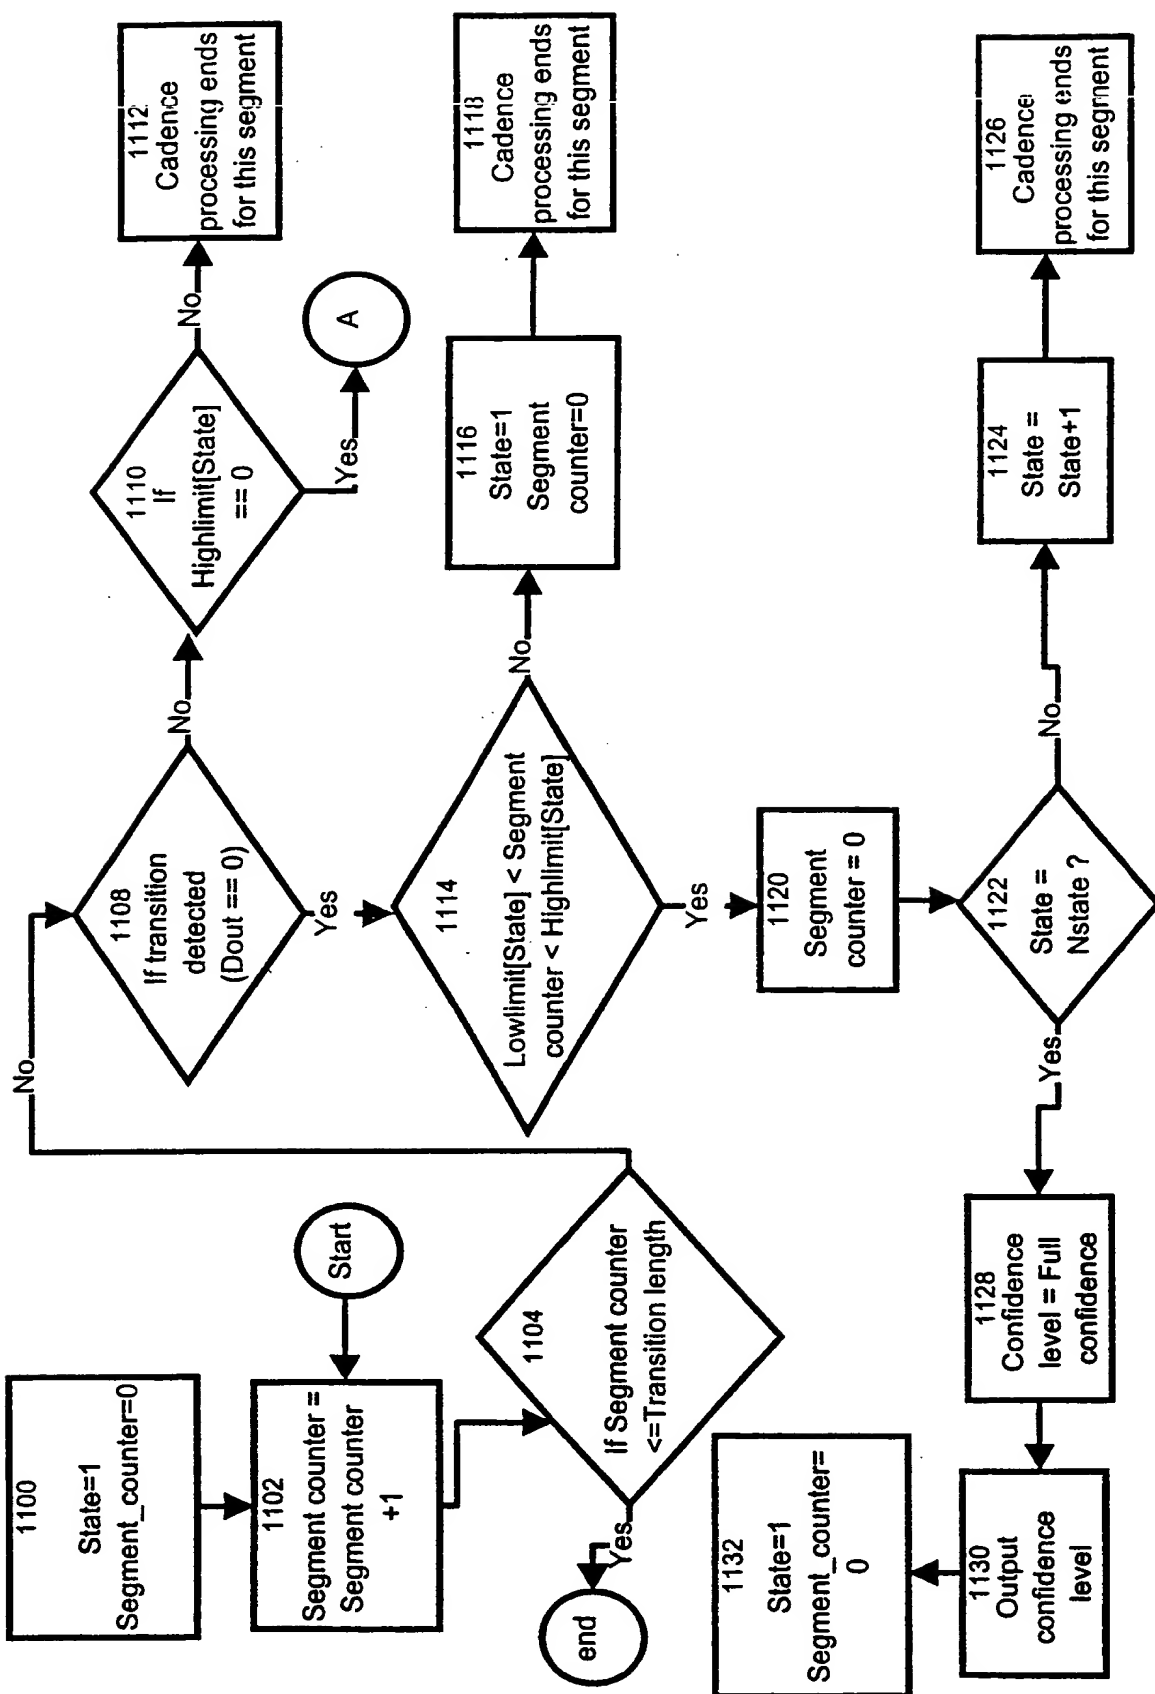 1100
State=1
Segment_counter=0
1102
Segment counter =
Segment counter
+1
Start
1104
If Segment counter
<=Transition length
Yes
end
No
1108
If transition
detected
(Dout == 0)
No
1110
If
Highlimit[State]
== 0
No
1112
Cadence
processing ends
for this segment
Yes
A
Yes
1114
Lowlimit[State] < Segment
counter < Highlimit[State]
No
1116
State=1
Segment
counter=0
1118
Cadence
processing ends
for this segment
Yes
1120
Segment
counter = 0
1122
State =
Nstate ?
No
1124
State =
State+1
1126
Cadence
processing ends
for this segment
Yes
1128
Confidence
level = Full
confidence
1130
Output
confidence
level
1132
State=1
Segment_counter=
0